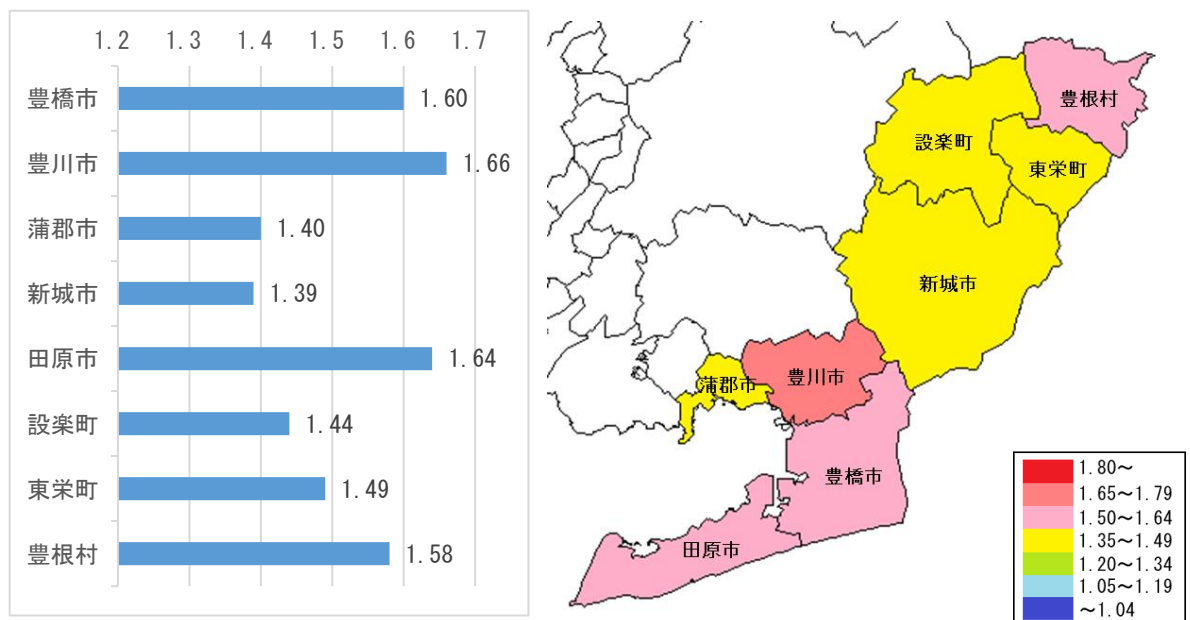 1.2 1.3 1.4 1.5 1.6 1.7
豊橋市 1.60
豊川市 1.66
蒲郡市 1.40
新城市 1.39
田原市 1.64
設楽町 1.44
東栄町 1.49
豊根村 1.58
豊根村
設楽町
東栄町
新城市
豊川市
蒲郡市
豊橋市
田原市
1.80～
1.65～1.79
1.50～1.64
1.35～1.49
1.20～1.34
1.05～1.19
～1.04